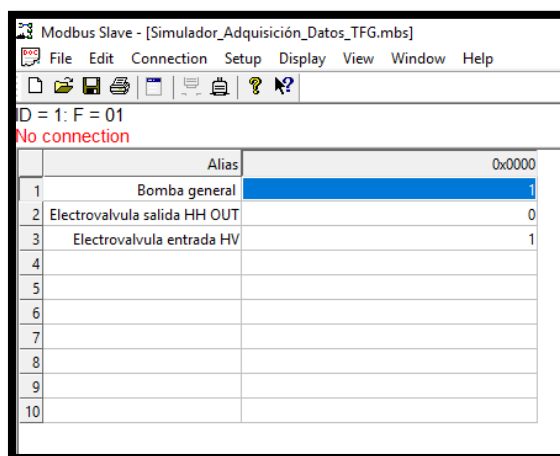 Modbus Slave - [Simulador_Adquisición_Datos_TFG.mbs]
File Edit Connection Setup Display View Window Help
ID = 1: F = 01
No connection
Alias 0x0000
1 Bomba general 1
2 Electrovalvula salida HH OUT 0
3 Electrovalvula entrada HV 1
4
5
6
7
8
9
10